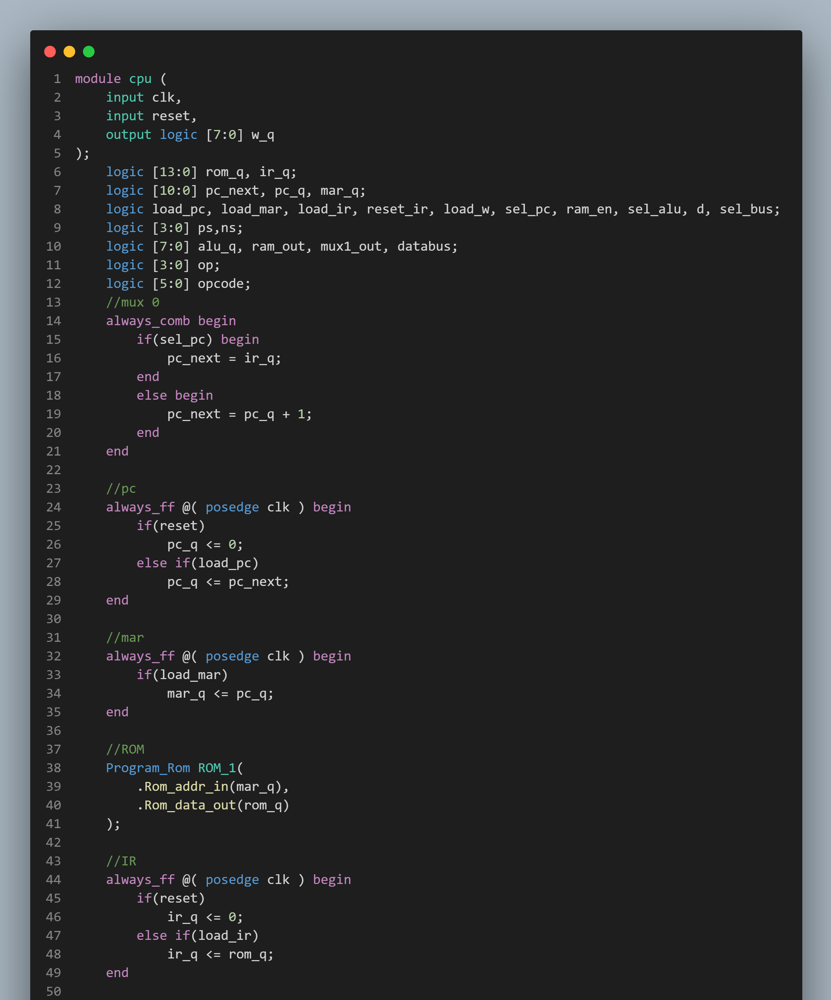 1 module cpu (
2     input clk,
3     input reset,
4     output logic [7:0] w_q
5 );
6     logic [13:0] rom_q, ir_q;
7     logic [10:0] pc_next, pc_q, mar_q;
8     logic load_pc, load_mar, load_ir, reset_ir, load_w, sel_pc, ram_en, sel_alu, d, sel_bus;
9     logic [3:0] ps,ns;
10     logic [7:0] alu_q, ram_out, mux1_out, databus;
11     logic [3:0] op;
12     logic [5:0] opcode;
13     //mux 0
14     always_comb begin
15         if(sel_pc) begin
16             pc_next = ir_q;
17         end
18         else begin
19             pc_next = pc_q + 1;
20         end
21     end
22
23     //pc
24     always_ff @( posedge clk ) begin
25         if(reset)
26             pc_q <= 0;
27         else if(load_pc)
28             pc_q <= pc_next;
29     end
30
31     //mar
32     always_ff @( posedge clk ) begin
33         if(load_mar)
34             mar_q <= pc_q;
35     end
36
37     //ROM
38     Program_Rom ROM_1(
39         .Rom_addr_in(mar_q),
40         .Rom_data_out(rom_q)
41     );
42
43     //IR
44     always_ff @( posedge clk ) begin
45         if(reset)
46             ir_q <= 0;
47         else if(load_ir)
48             ir_q <= rom_q;
49     end
50